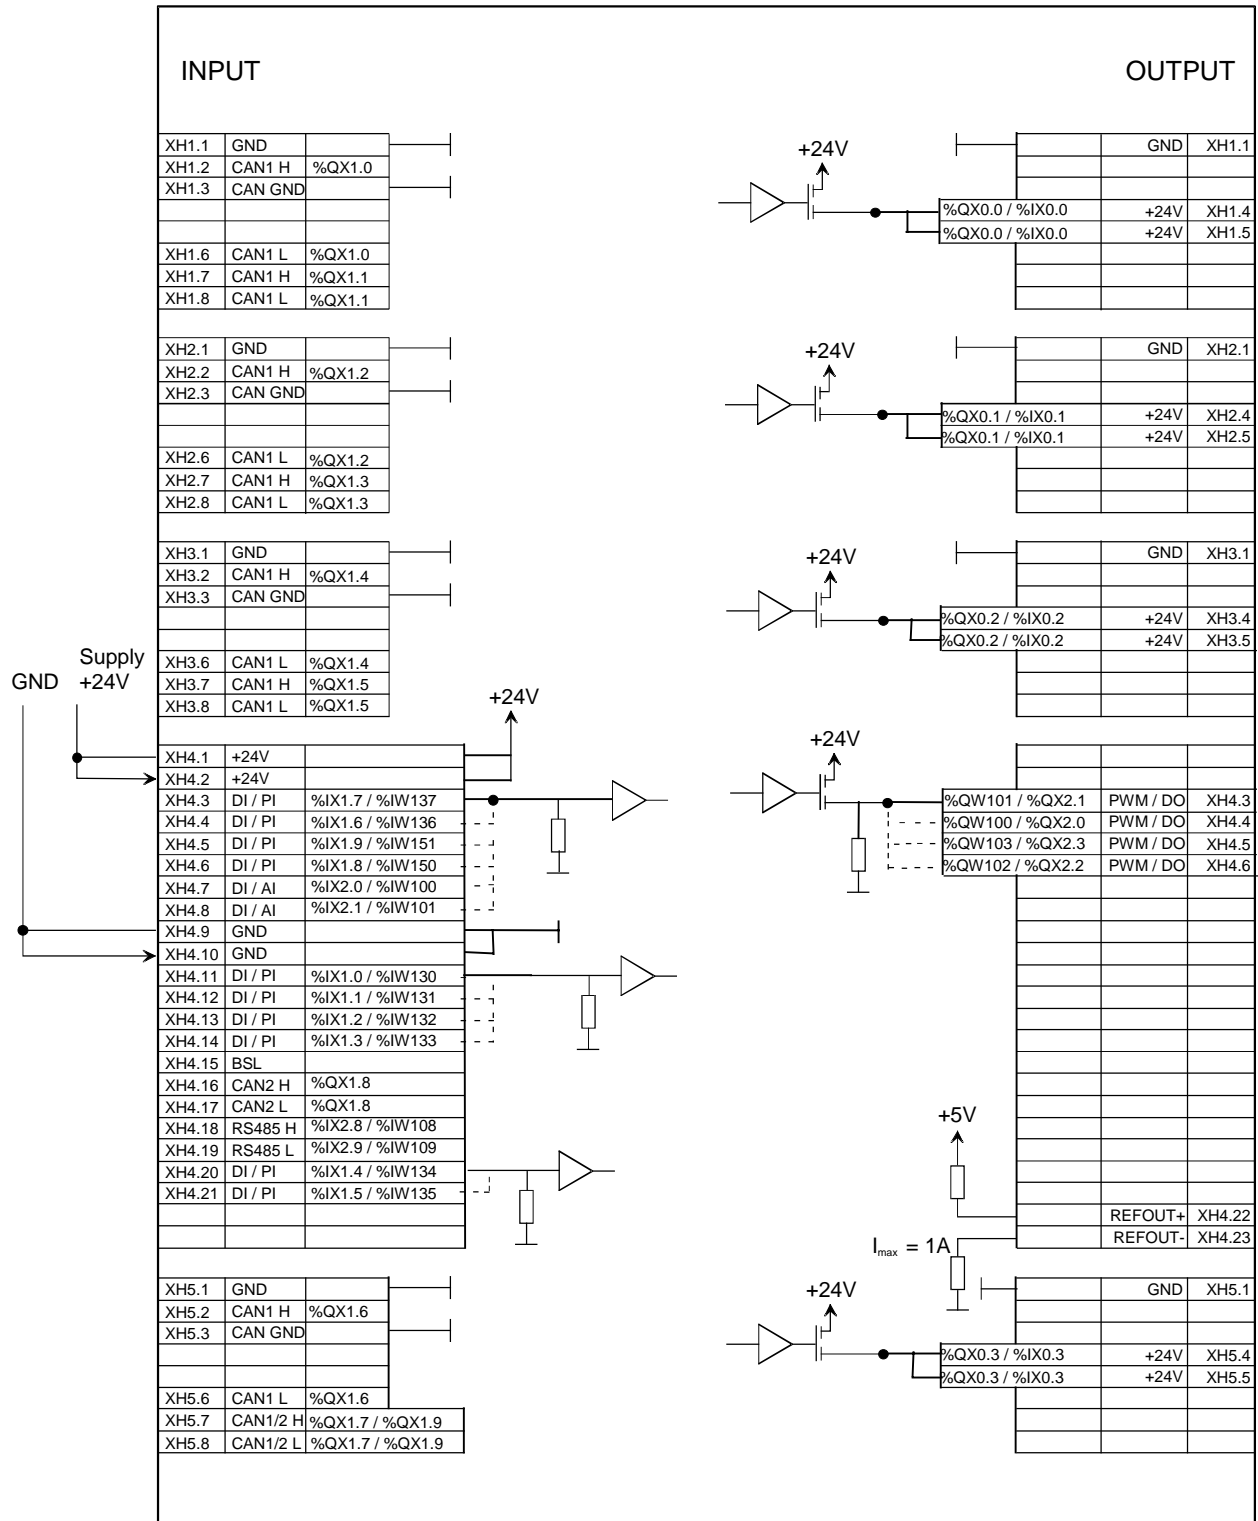 INPUT
OUTPUT
XH1.1 GND
XH1.2 CAN1 H %QX1.0
XH1.3 CAN GND
XH1.6 CAN1 L %QX1.0
XH1.7 CAN1 H %QX1.1
XH1.8 CAN1 L %QX1.1
+24V
GND XH1.1
%QX0.0 / %IX0.0 +24V XH1.4
%QX0.0 / %IX0.0 +24V XH1.5
XH2.1 GND
XH2.2 CAN1 H %QX1.2
XH2.3 CAN GND
XH2.6 CAN1 L %QX1.2
XH2.7 CAN1 H %QX1.3
XH2.8 CAN1 L %QX1.3
+24V
GND XH2.1
%QX0.1 / %IX0.1 +24V XH2.4
%QX0.1 / %IX0.1 +24V XH2.5
XH3.1 GND
XH3.2 CAN1 H %QX1.4
XH3.3 CAN GND
XH3.6 CAN1 L %QX1.4
XH3.7 CAN1 H %QX1.5
XH3.8 CAN1 L %QX1.5
+24V
GND XH3.1
%QX0.2 / %IX0.2 +24V XH3.4
%QX0.2 / %IX0.2 +24V XH3.5
GND
Supply
+24V
+24V
XH4.1 +24V
XH4.2 +24V
XH4.3 DI / PI %IX1.7 / %IW137
XH4.4 DI / PI %IX1.6 / %IW136
XH4.5 DI / PI %IX1.9 / %IW151
XH4.6 DI / PI %IX1.8 / %IW150
XH4.7 DI / AI %IX2.0 / %IW100
XH4.8 DI / AI %IX2.1 / %IW101
XH4.9 GND
XH4.10 GND
XH4.11 DI / PI %IX1.0 / %IW130
XH4.12 DI / PI %IX1.1 / %IW131
XH4.13 DI / PI %IX1.2 / %IW132
XH4.14 DI / PI %IX1.3 / %IW133
XH4.15 BSL
XH4.16 CAN2 H %QX1.8
XH4.17 CAN2 L %QX1.8
XH4.18 RS485 H %IX2.8 / %IW108
XH4.19 RS485 L %IX2.9 / %IW109
XH4.20 DI / PI %IX1.4 / %IW134
XH4.21 DI / PI %IX1.5 / %IW135
+24V
%QW101 / %QX2.1 PWM / DO XH4.3
%QW100 / %QX2.0 PWM / DO XH4.4
%QW103 / %QX2.3 PWM / DO XH4.5
%QW102 / %QX2.2 PWM / DO XH4.6
+5V
REFOUT+ XH4.22
REFOUT- XH4.23
Imax = 1A
XH5.1 GND
XH5.2 CAN1 H %QX1.6
XH5.3 CAN GND
XH5.6 CAN1 L %QX1.6
XH5.7 CAN1/2 H %QX1.7 / %QX1.9
XH5.8 CAN1/2 L %QX1.7 / %QX1.9
+24V
GND XH5.1
%QX0.3 / %IX0.3 +24V XH5.4
%QX0.3 / %IX0.3 +24V XH5.5